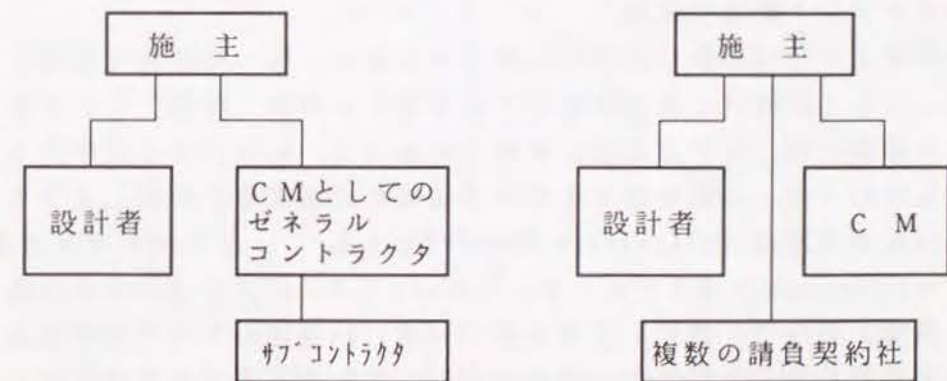 施 主
設計者
CMとしての
ゼネラル
コントラクタ
ｻﾌﾞｺﾝﾄﾗｸﾀ
施 主
設計者
C M
複数の請負契約社